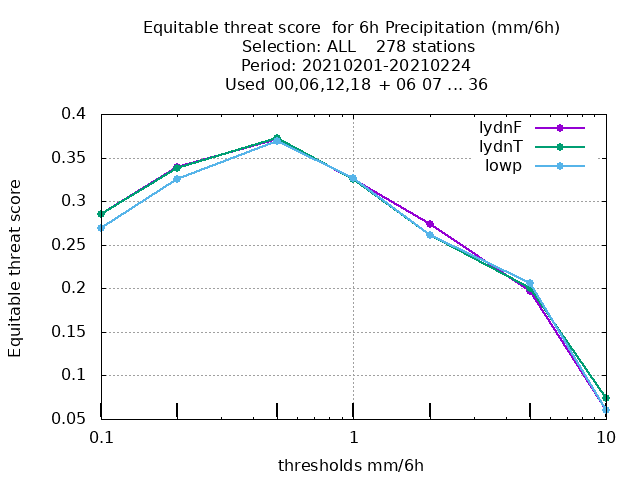 Equitable threat score  for 6h Precipitation (mm/6h)
Selection: ALL    278 stations
Period: 20210201-20210224
Used  00,06,12,18  + 06 07 ... 36
lydnF
lydnT
lowp
0.4
0.35
0.3
0.25
0.2
0.15
0.1
0.05
Equitable threat score
0.1
1
10
thresholds mm/6h